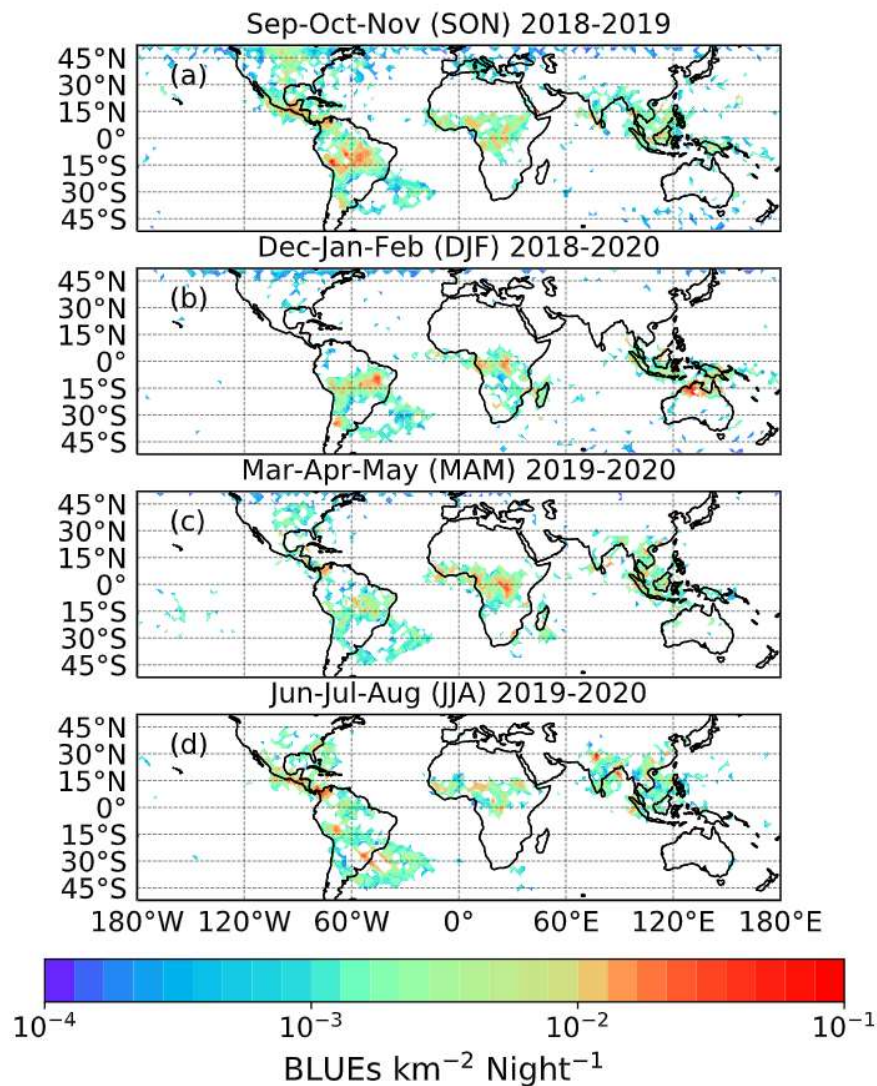 Sep-Oct-Nov (SON) 2018-2019
45°N
(a)
30°N
15°N
0°
15°S
30°S
45°S
Dec-Jan-Feb (DJF) 2018-2020
45°N
(b)
30°N
15°N
0°
15°S
30°S
45°S
Mar-Apr-May (MAM) 2019-2020
45°N
(c)
30°N
15°N
0°
15°S
30°S
45°S
Jun-Jul-Aug (JJA) 2019-2020
45°N
(d)
30°N
15°N
0°
15°S
30°S
45°S
180°W 120°W 60°W 0° 60°E 120°E 180°E
10⁻⁴ 10⁻³ 10⁻² 10⁻¹
BLUEs km⁻² Night⁻¹